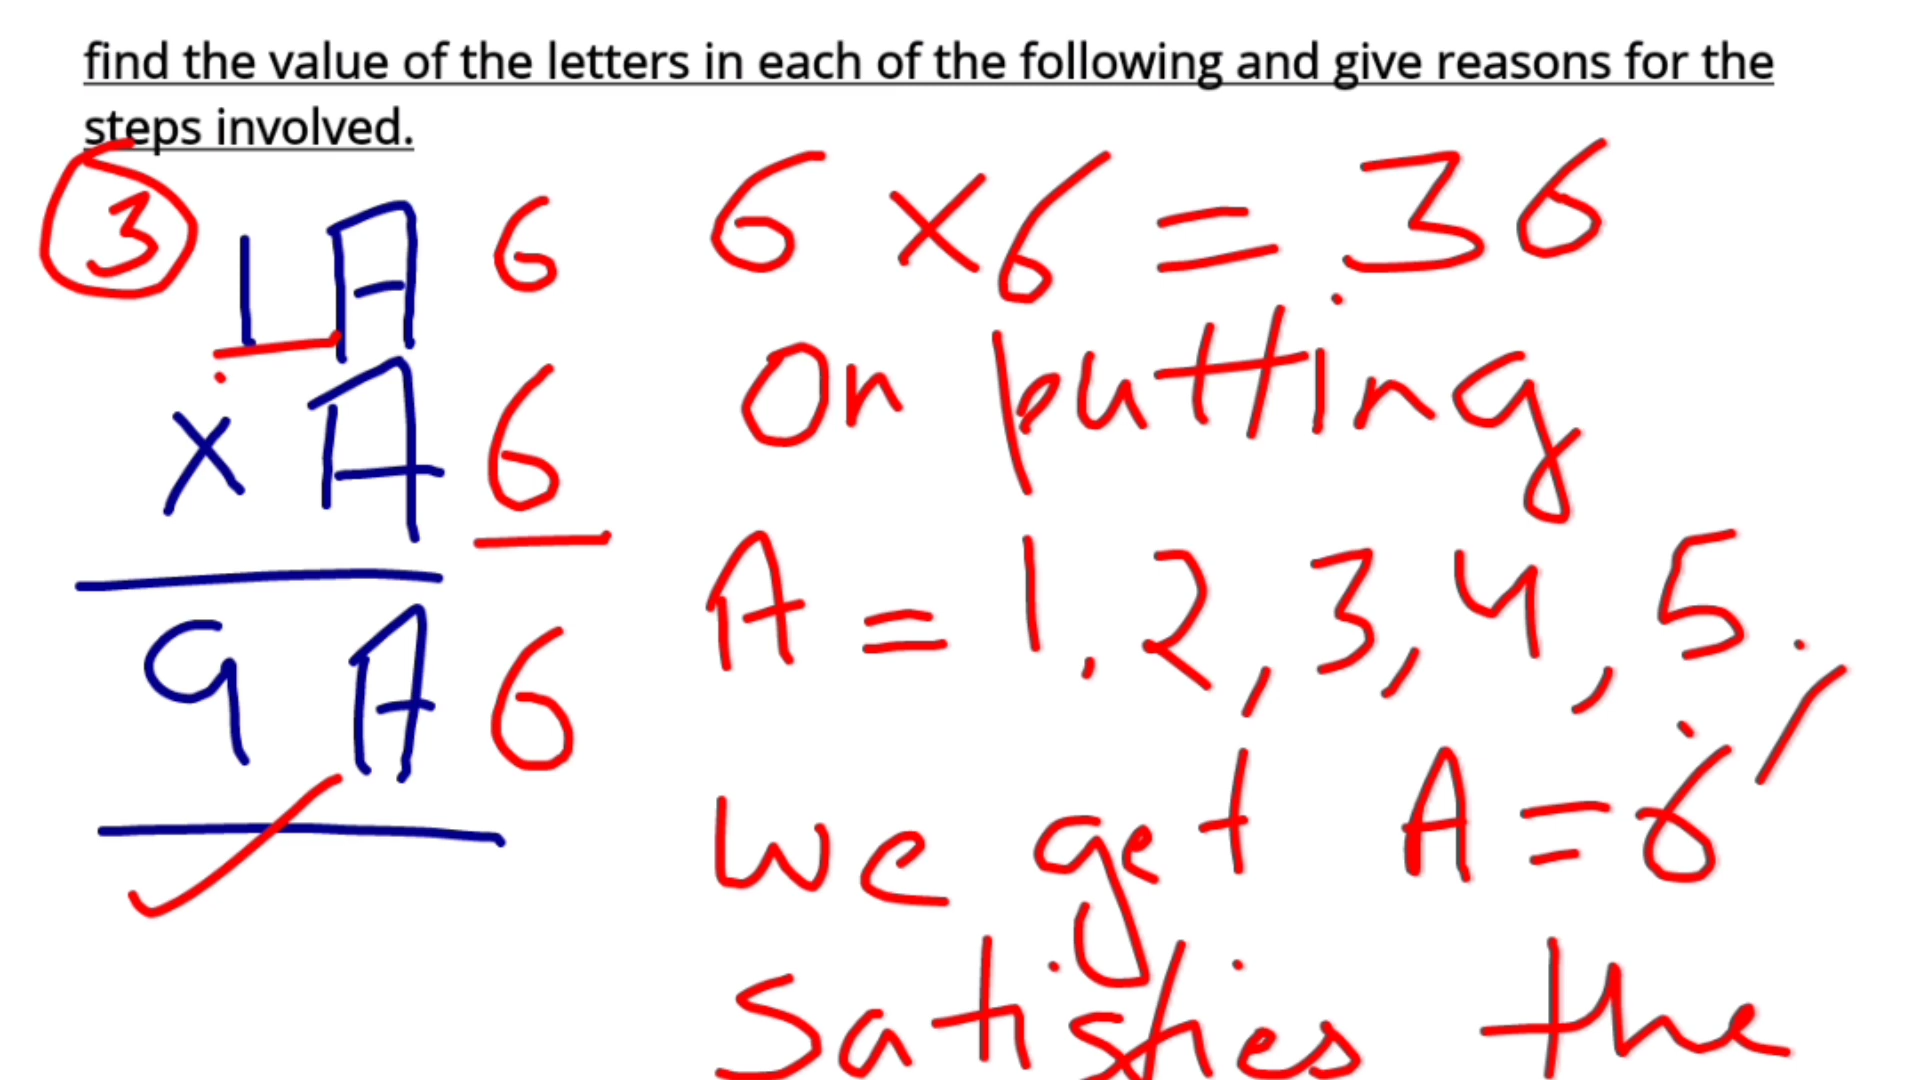 find the value of the letters in each of the following and give reasons for the
steps involved.
3
1A 6
× A 6
9 A 6
6 × 6 = 36
On putting
A = 1, 2, 3, 4, 5,
we get A = 6
satisfies the